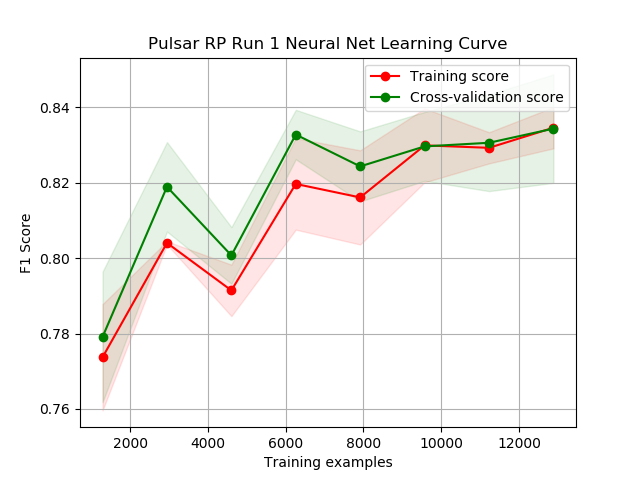 Pulsar RP Run 1 Neural Net Learning Curve
Training score
Cross-validation score
0.84
0.82
0.80
0.78
0.76
F1 Score
2000 4000 6000 8000 10000 12000
Training examples